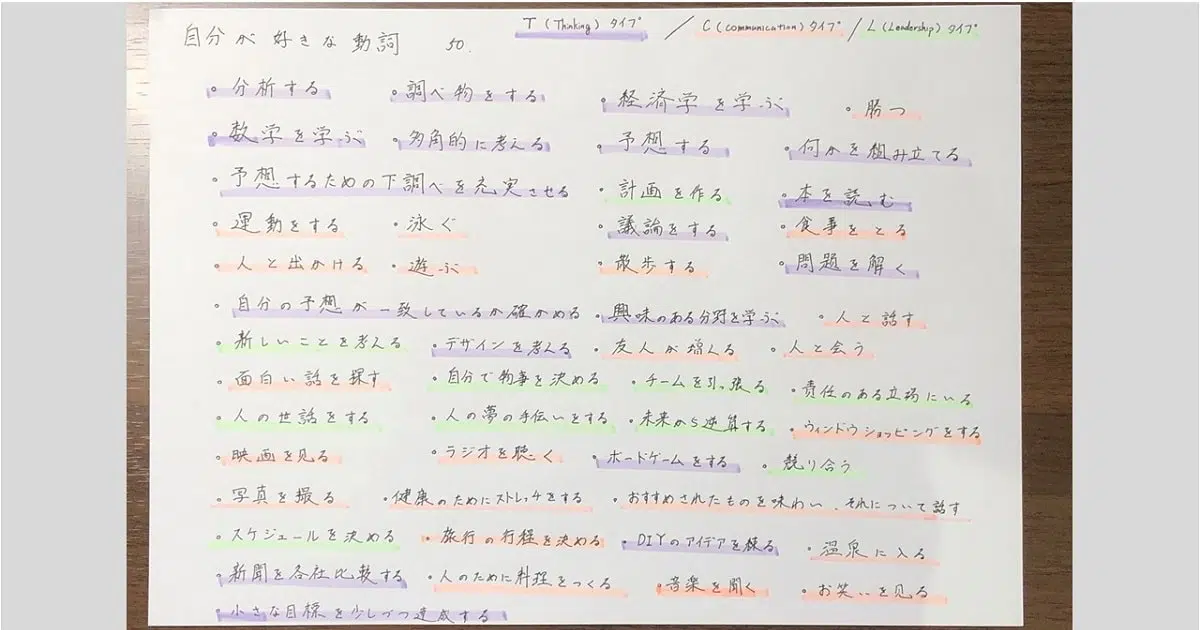 自分が好きな動詞 50. T (Thinking) タイプ / C (communication) タイプ / L (Leadership) タイプ
・分析する ・調べ物をする ・経済学を学ぶ ・勝つ
・数学を学ぶ ・多角的に考える ・予想する ・何かを組み立てる
・予想するための下調べを充実させる ・計画を作る ・本を読む
・運動をする ・泳ぐ ・議論をする ・食事をとる
・人と出かける ・遊ぶ ・散歩する ・問題を解く
・自分の予想が一致しているか確かめる ・興味のある分野を学ぶ ・人と話す
・新しいことを考える ・デザインを考える ・友人が増える ・人と会う
・面白い話を探す ・自分で物事を決める ・チームを引っ張る ・責任のある立場にいる
・人の世話をする ・人の夢の手伝いをする ・未来から逆算する ・ウィンドウショッピングをする
・映画を見る ・ラジオを聴く ・ボードゲームをする ・競り合う
・写真を撮る ・健康のためにストレッチをする ・おすすめされたものを味わい、それについて話す
・スケジュールを決める ・旅行の行程を決める ・DIYのアイデアを練る ・温泉に入る
・新聞を各社比較する ・人のために料理をつくる ・音楽を聞く ・お笑いを見る
・小さな目標を少しづつ達成する